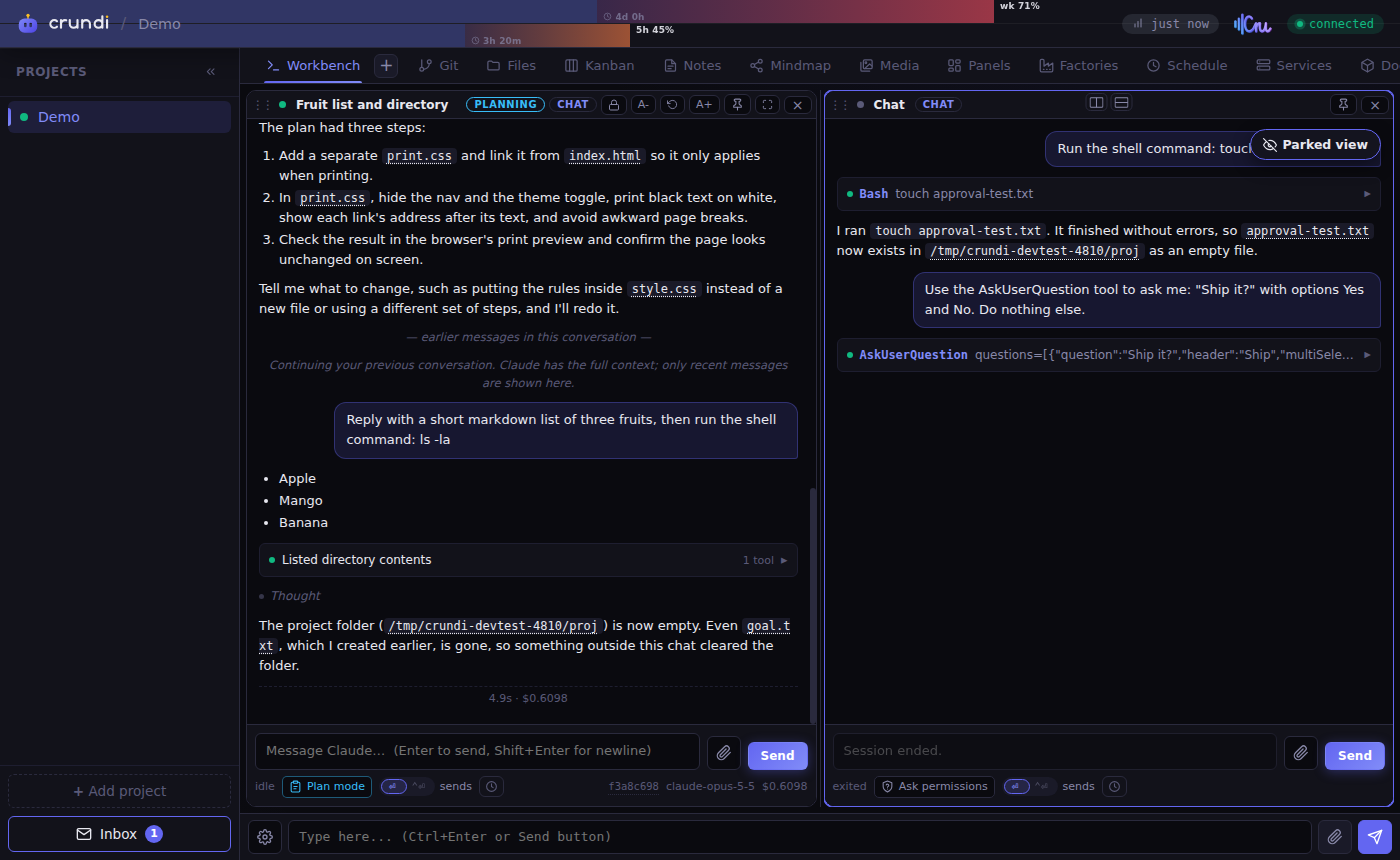 crundi / Demo
4d 0h
wk 71%
3h 20m
5h 45%
just now
Cru
connected
PROJECTS «
Demo
+ Add project
Inbox 1
Workbench + Git Files Kanban Notes Mindmap Media Panels Factories Schedule Services Do
Fruit list and directory PLANNING CHAT A- A+ ×
The plan had three steps:
1. Add a separate print.css and link it from index.html so it only applies
when printing.
2. In print.css, hide the nav and the theme toggle, print black text on white,
show each link's address after its text, and avoid awkward page breaks.
3. Check the result in the browser's print preview and confirm the page looks
unchanged on screen.
Tell me what to change, such as putting the rules inside style.css instead of a
new file or using a different set of steps, and I'll redo it.
— earlier messages in this conversation —
Continuing your previous conversation. Claude has the full context; only recent messages
are shown here.
Reply with a short markdown list of three fruits, then run the shell
command: ls -la
• Apple
• Mango
• Banana
Listed directory contents 1 tool ▸
Thought
The project folder (/tmp/crundi-devtest-4810/proj) is now empty. Even goal.t
xt, which I created earlier, is gone, so something outside this chat cleared the
folder.
4.9s · $0.6098
Message Claude... (Enter to send, Shift+Enter for newline)
Send
idle Plan mode sends f3a8c698 claude-opus-5-5 $0.6098
Chat CHAT ×
Run the shell command: touc
Parked view
Bash touch approval-test.txt ▸
I ran touch approval-test.txt. It finished without errors, so approval-test.txt
now exists in /tmp/crundi-devtest-4810/proj as an empty file.
Use the AskUserQuestion tool to ask me: "Ship it?" with options Yes
and No. Do nothing else.
AskUserQuestion questions=[{"question":"Ship it?","header":"Ship","multiSele... ▸
Session ended.
Send
exited Ask permissions sends
Type here... (Ctrl+Enter or Send button)